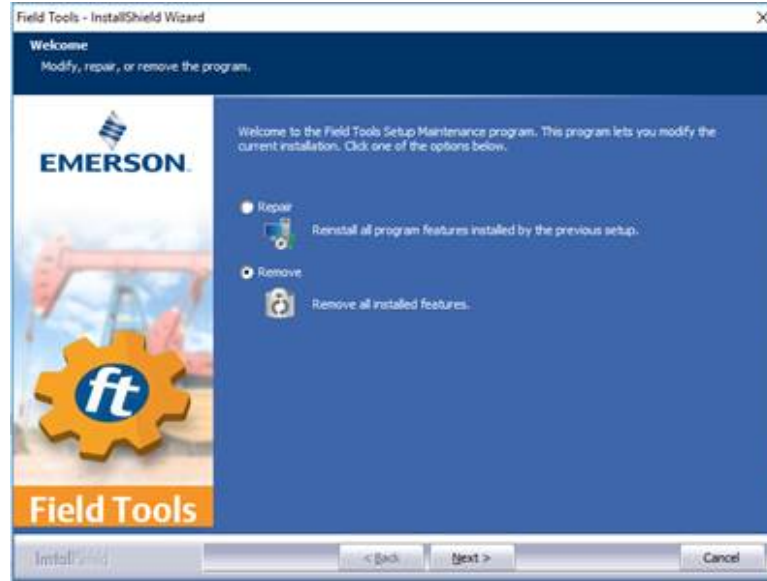 Field Tools - InstallShield Wizard
Welcome
Modify, repair, or remove the program.
EMERSON
Welcome to the Field Tools Setup Maintenance program. This program lets you modify the
current installation. Click one of the options below.
Repair
Reinstall all program features installed by the previous setup.
Remove
Remove all installed features.
ft
Field Tools
InstallShield
< Back
Next >
Cancel